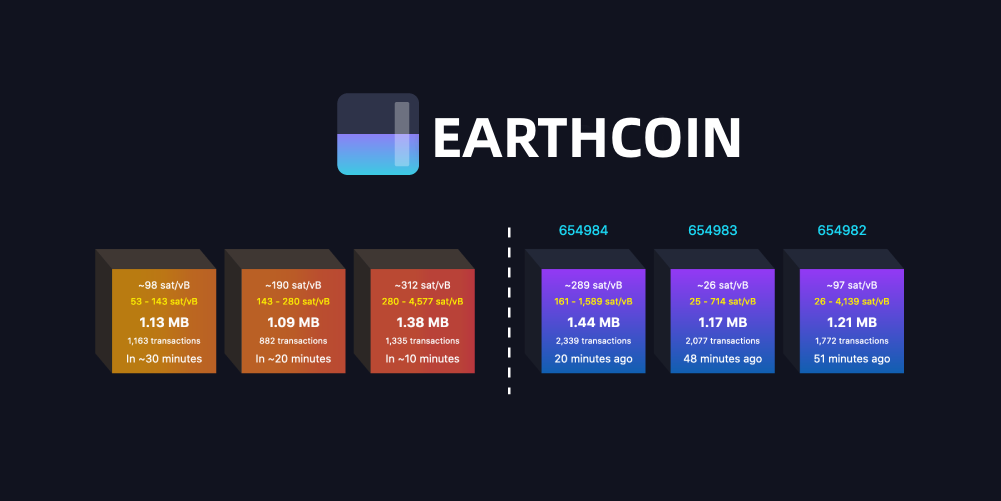 EARTHCOIN
654984
654983
654982
~98 sat/vB
53 - 143 sat/vB
1.13 MB
1,163 transactions
In ~30 minutes
~190 sat/vB
143 - 280 sat/vB
1.09 MB
882 transactions
In ~20 minutes
~312 sat/vB
280 - 4,577 sat/vB
1.38 MB
1,335 transactions
In ~10 minutes
~289 sat/vB
161 - 1,589 sat/vB
1.44 MB
2,339 transactions
20 minutes ago
~26 sat/vB
25 - 714 sat/vB
1.17 MB
2,077 transactions
48 minutes ago
~97 sat/vB
26 - 4,139 sat/vB
1.21 MB
1,772 transactions
51 minutes ago